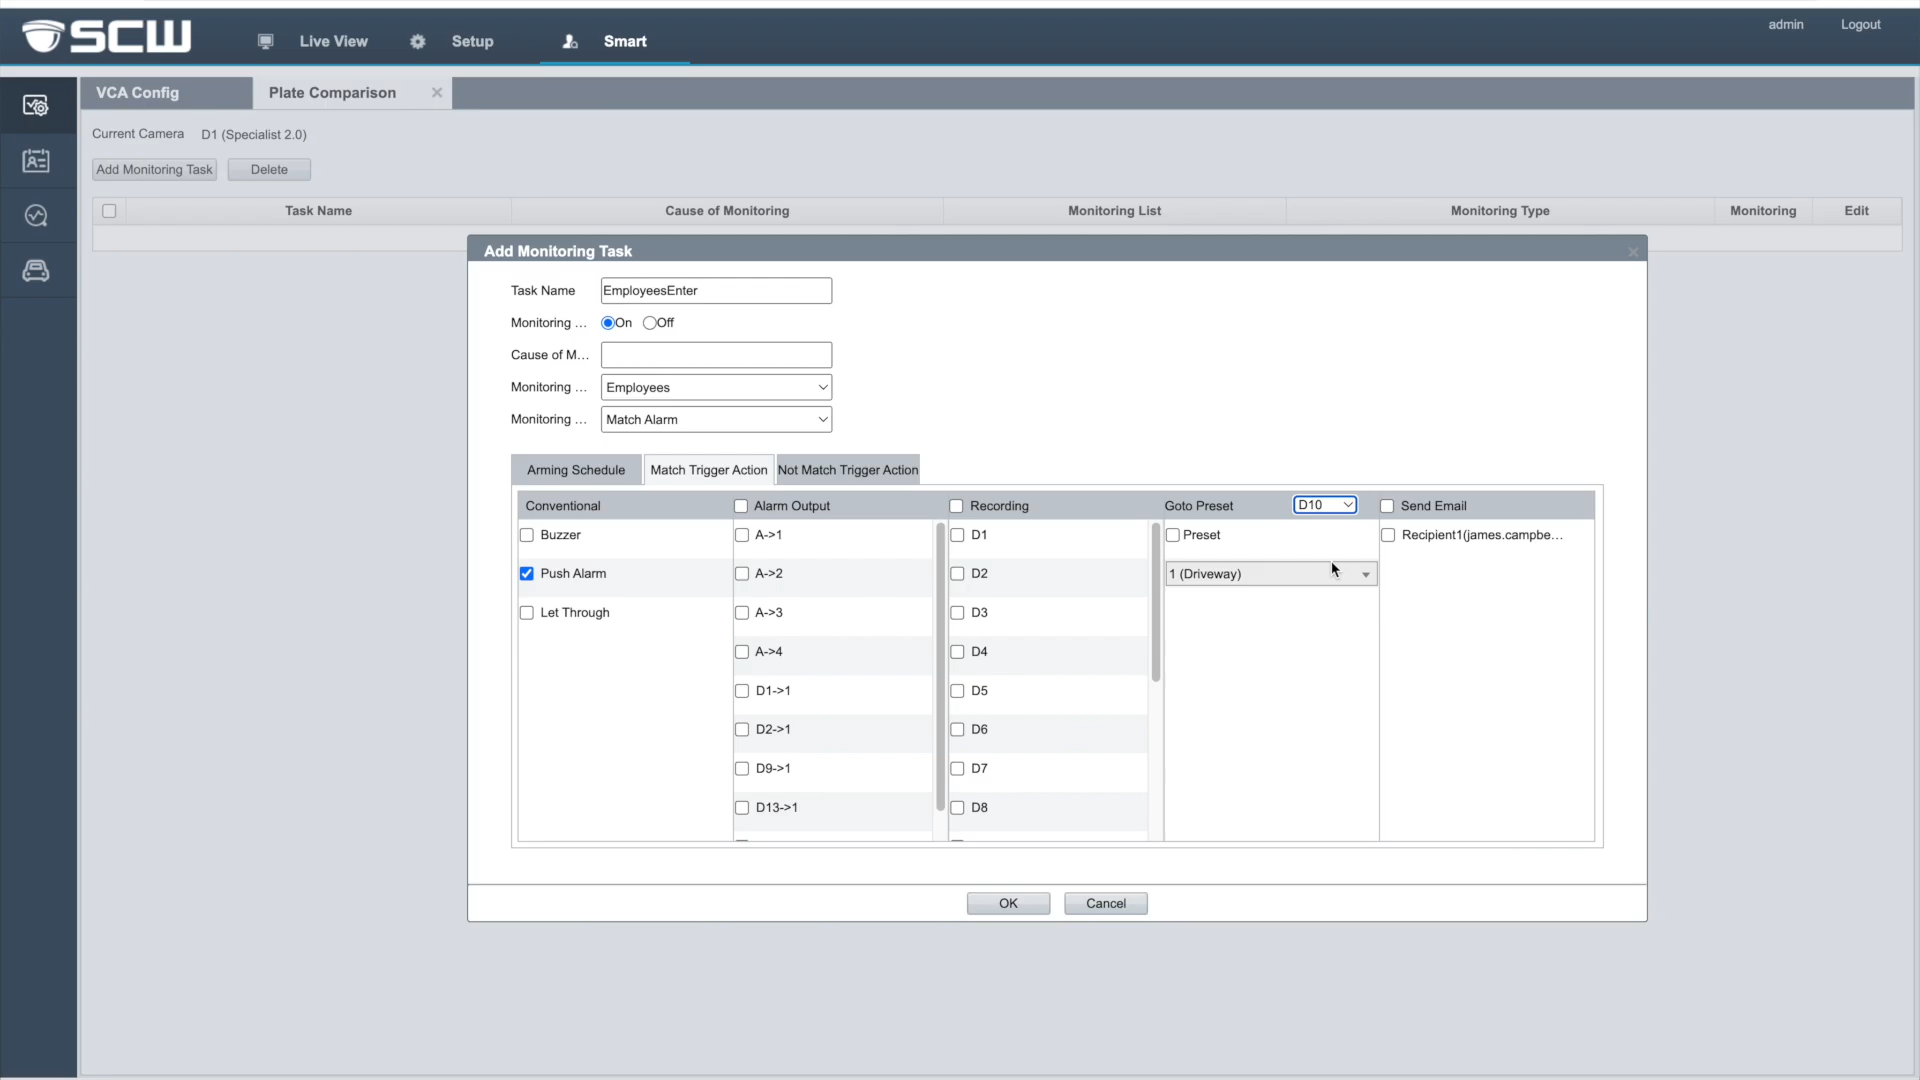 SCW
Live View
Setup
Smart
admin
Logout
VCA Config
Plate Comparison
Current Camera D1 (Specialist 2.0)
Add Monitoring Task
Delete
Task Name
Cause of Monitoring
Monitoring List
Monitoring Type
Monitoring
Edit
Add Monitoring Task
Task Name EmployeesEnter
Monitoring ... On Off
Cause of M...
Monitoring ... Employees
Monitoring ... Match Alarm
Arming Schedule
Match Trigger Action
Not Match Trigger Action
Conventional
Alarm Output
Recording
Goto Preset D10
Send Email
Buzzer
A->1
D1
Preset
Recipient1(james.campbe...
Push Alarm
A->2
D2
1 (Driveway)
Let Through
A->3
D3
A->4
D4
D1->1
D5
D2->1
D6
D9->1
D7
D13->1
D8
OK
Cancel